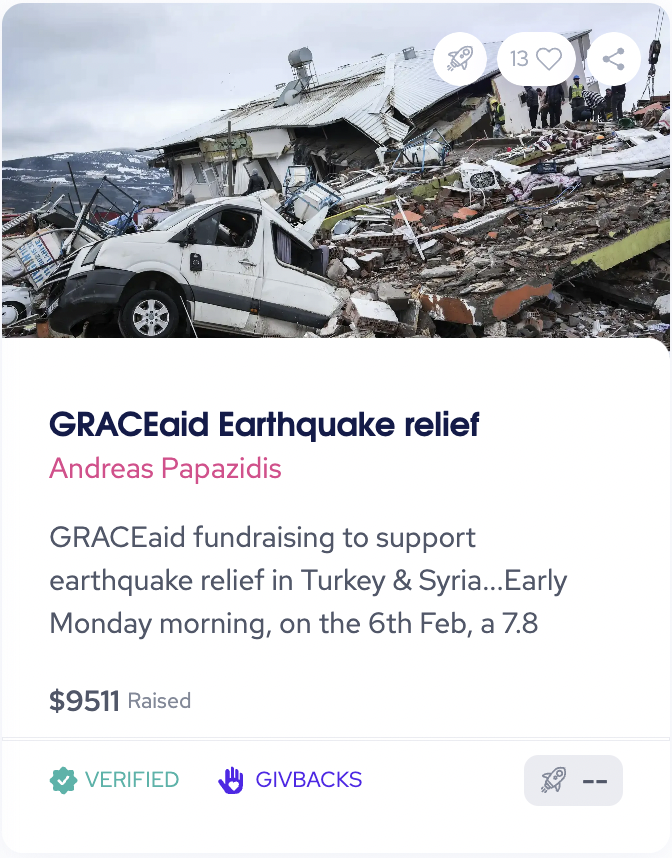 13
GRACEaid Earthquake relief
Andreas Papazidis
GRACEaid fundraising to support
earthquake relief in Turkey & Syria...Early
Monday morning, on the 6th Feb, a 7.8
$9511 Raised
VERIFIED GIVBACKS --